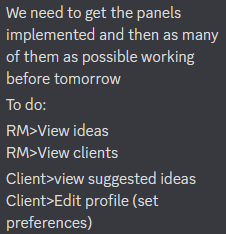 We need to get the panels
implemented and then as many
of them as possible working
before tomorrow
To do:
RM>View ideas
RM>View clients
Client>view suggested ideas
Client>Edit profile (set
preferences)